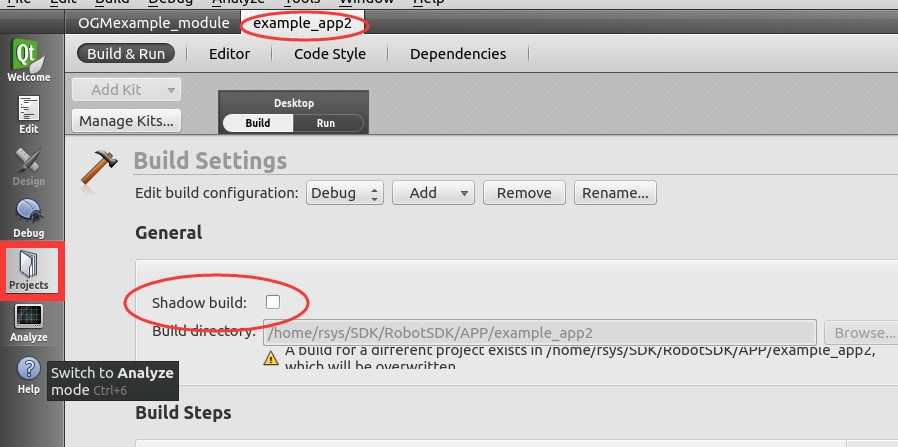 File Edit Build Debug Analyze Tools Window Help
OGMexample_module example_app2
Qt
Welcome
Build & Run Editor Code Style Dependencies
Add Kit
Manage Kits...
Desktop
Build Run
Edit
Design
Debug
Projects
Analyze
Help
Build Settings
Edit build configuration: Debug Add Remove Rename...
General
Shadow build:
Build directory: /home/rsys/SDK/RobotSDK/APP/example_app2 Browse...
A build for a different project exists in /home/rsys/SDK/RobotSDK/APP/example_app2,
which will be overwritten.
Switch to Analyze
mode Ctrl+6
Build Steps